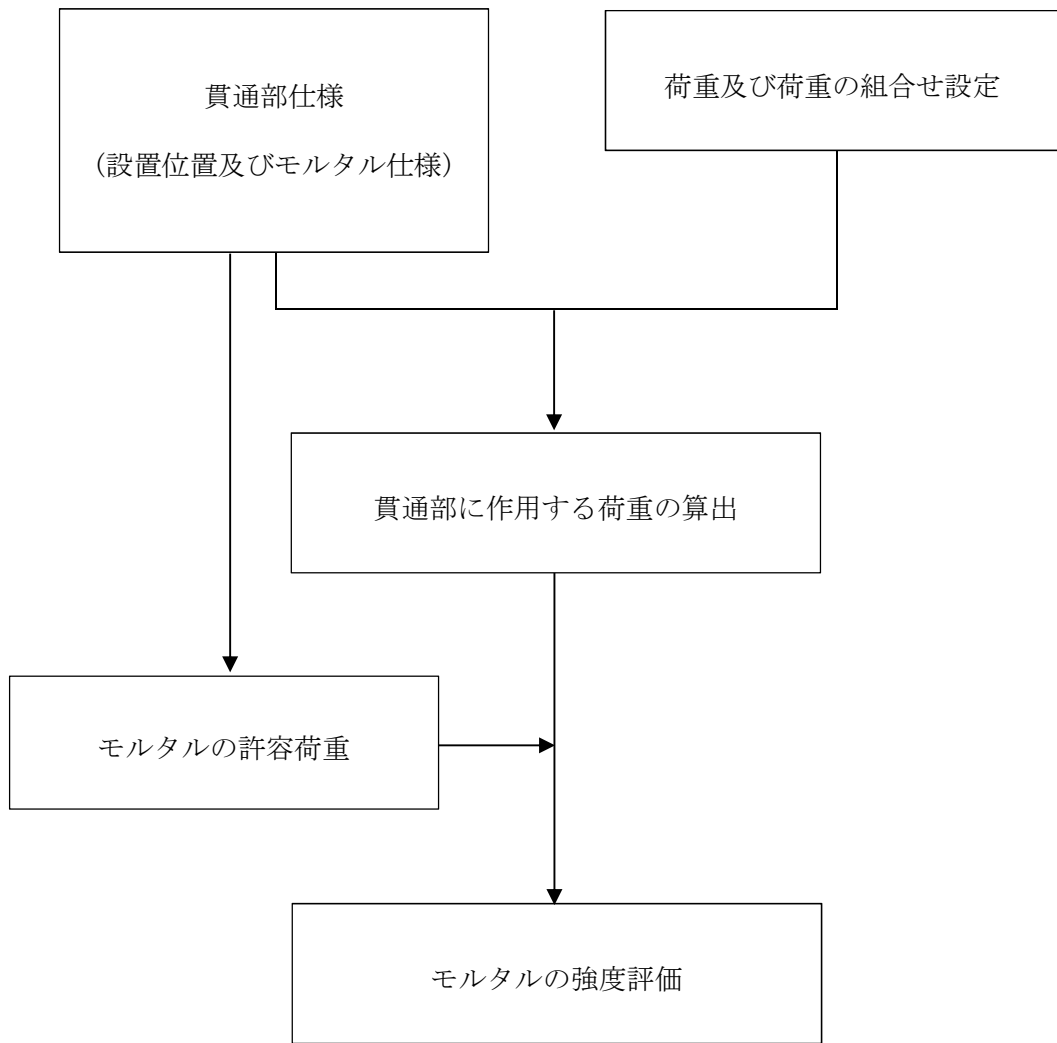 貫通部仕様
（設置位置及びモルタル仕様）
荷重及び荷重の組合せ設定
貫通部に作用する荷重の算出
モルタルの許容荷重
モルタルの強度評価